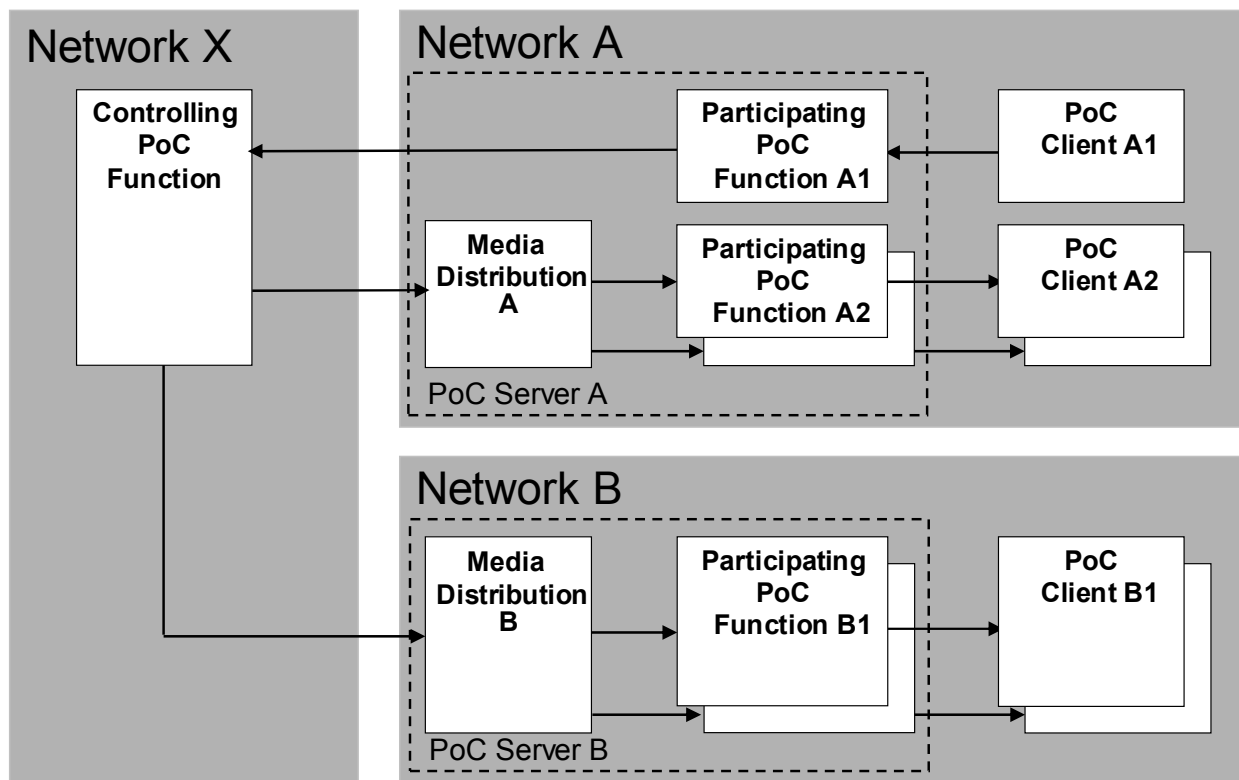 Network X
Controlling
PoC
Function
Network A
Participating
PoC
Function A1
PoC
Client A1
Media
Distribution
A
Participating
PoC
Function A2
PoC
Client A2
PoC Server A
Network B
Media
Distribution
B
Participating
PoC
Function B1
PoC
Client B1
PoC Server B